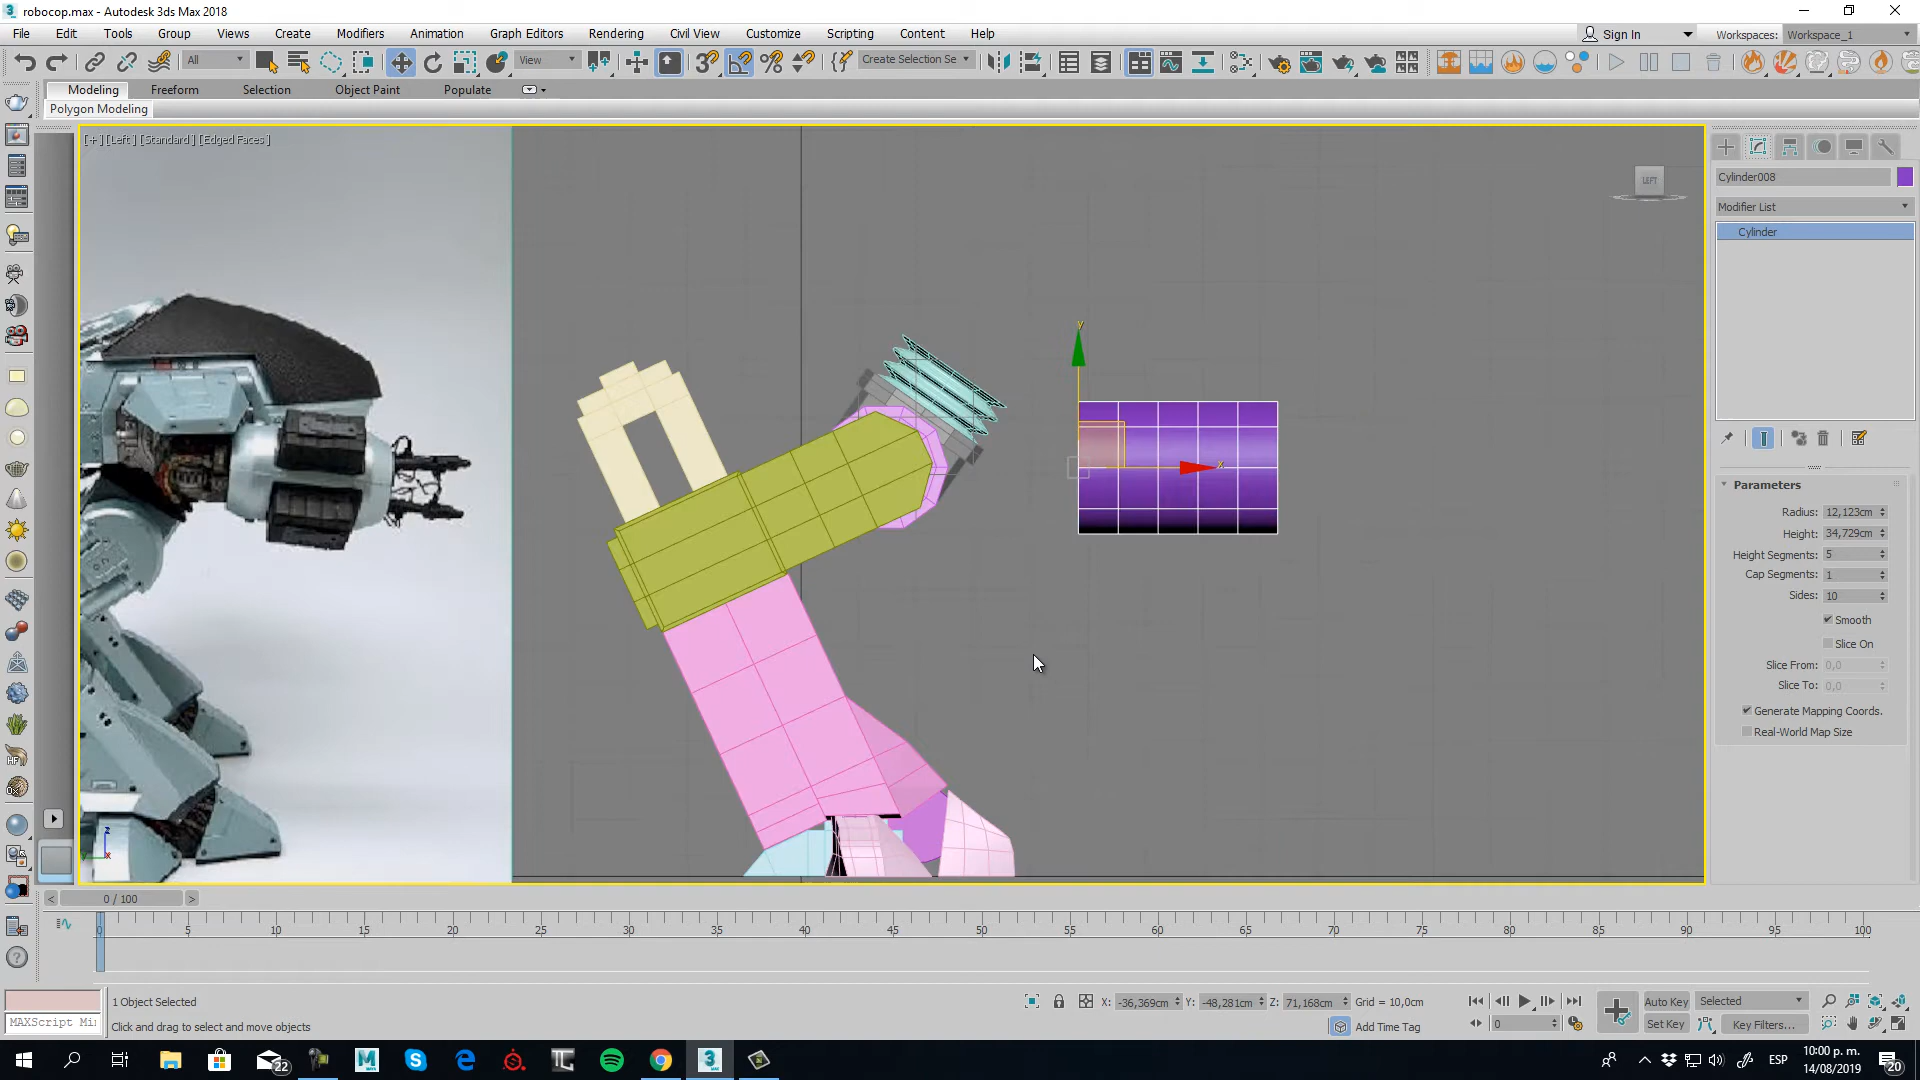 robocop.max - Autodesk 3ds Max 2018
File Edit Tools Group Views Create Modifiers Animation Graph Editors Rendering Civil View Customize Scripting Content Help
Sign In Workspaces: Workspace_1
All View Create Selection Se
Modeling Freeform Selection Object Paint Populate
Polygon Modeling
[+] [Left] [Standard] [Edged Faces]
LEFT
Cylinder008
Modifier List
Cylinder
y
x
Parameters
Radius: 12,123cm
Height: 34,729cm
Height Segments: 5
Cap Segments: 1
Sides: 10
Smooth
Slice On
Slice From: 0,0
Slice To: 0,0
Generate Mapping Coords.
Real-World Map Size
z
x
< 0 / 100 >
0 5 10 15 20 25 30 35 40 45 50 55 60 65 70 75 80 85 90 95 100
1 Object Selected X: -36,369cm Y: -48,281cm Z: 71,168cm Grid = 10,0cm Auto Key Selected
MAXScript Mi
Click and drag to select and move objects Add Time Tag 0 Set Key Key Filters...
22
ESP
10:00 p. m.
14/08/2019
20